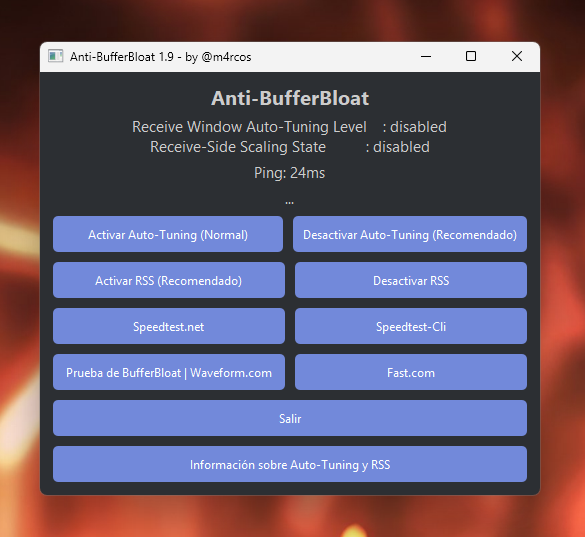 Anti-BufferBloat 1.9 - by @m4rcos
Anti-BufferBloat
Receive Window Auto-Tuning Level : disabled
Receive-Side Scaling State : disabled
Ping: 24ms
...
Activar Auto-Tuning (Normal)
Desactivar Auto-Tuning (Recomendado)
Activar RSS (Recomendado)
Desactivar RSS
Speedtest.net
Speedtest-Cli
Prueba de BufferBloat | Waveform.com
Fast.com
Salir
Información sobre Auto-Tuning y RSS